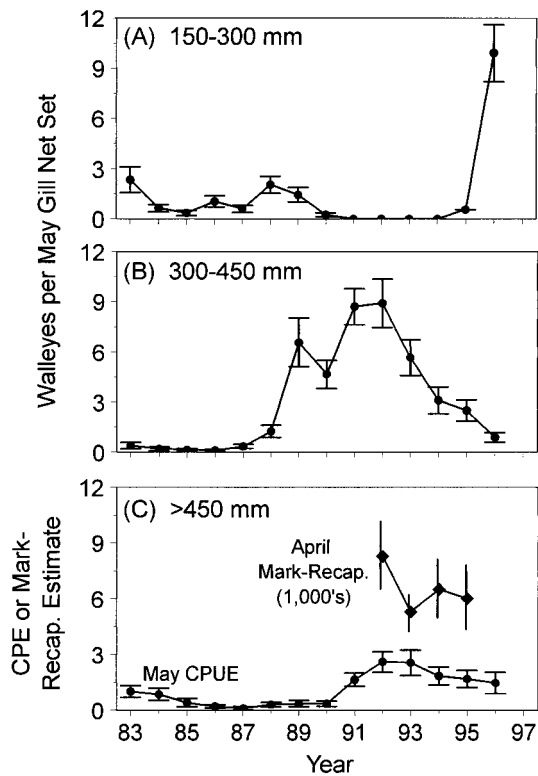 Walleyes per May Gill Net Set
12
9
6
3
0
(A) 150-300 mm
12
9
6
3
0
(B) 300-450 mm
CPE or Mark-
Recap. Estimate
12
9
6
3
0
(C) >450 mm
April
Mark-Recap.
(1,000's)
May CPUE
83 85 87 89 91 93 95 97
Year